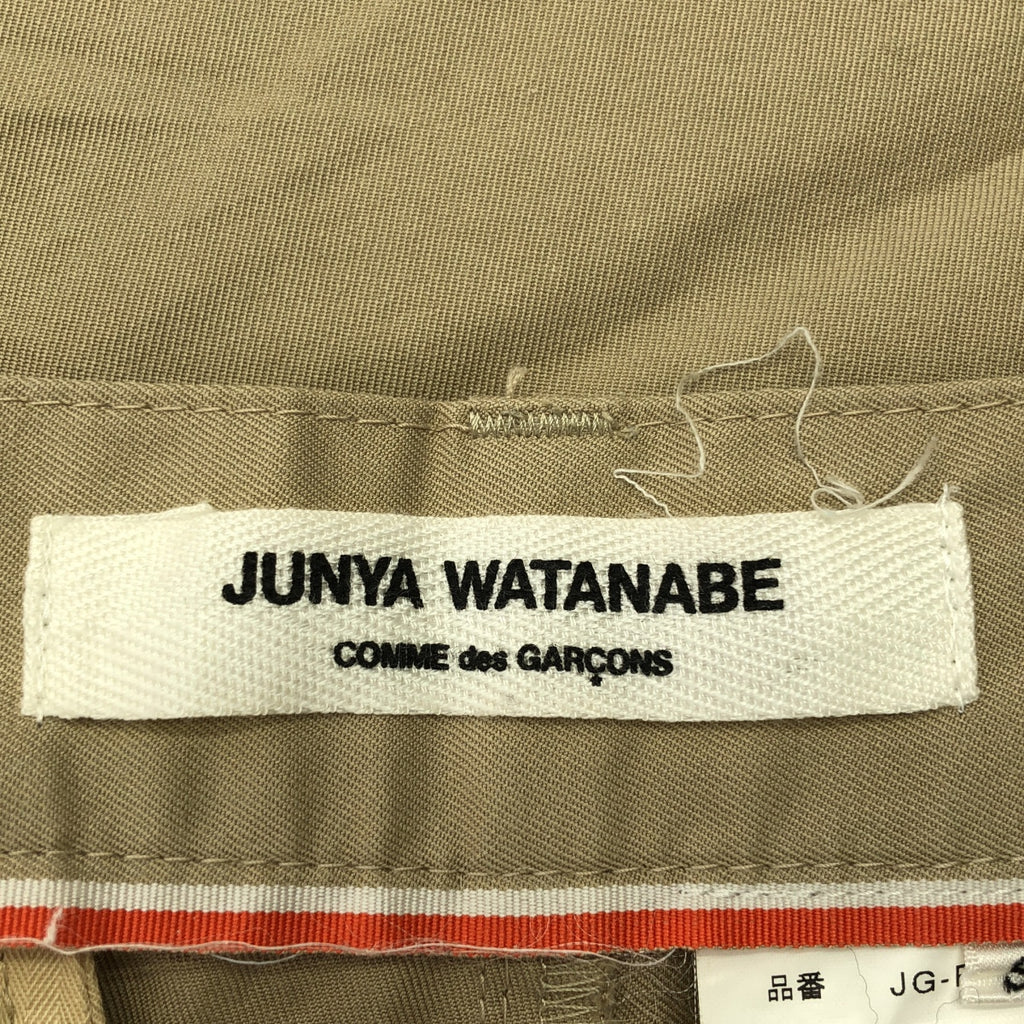 JUNYA WATANABE
COMME des GARÇONS
品番 JG-